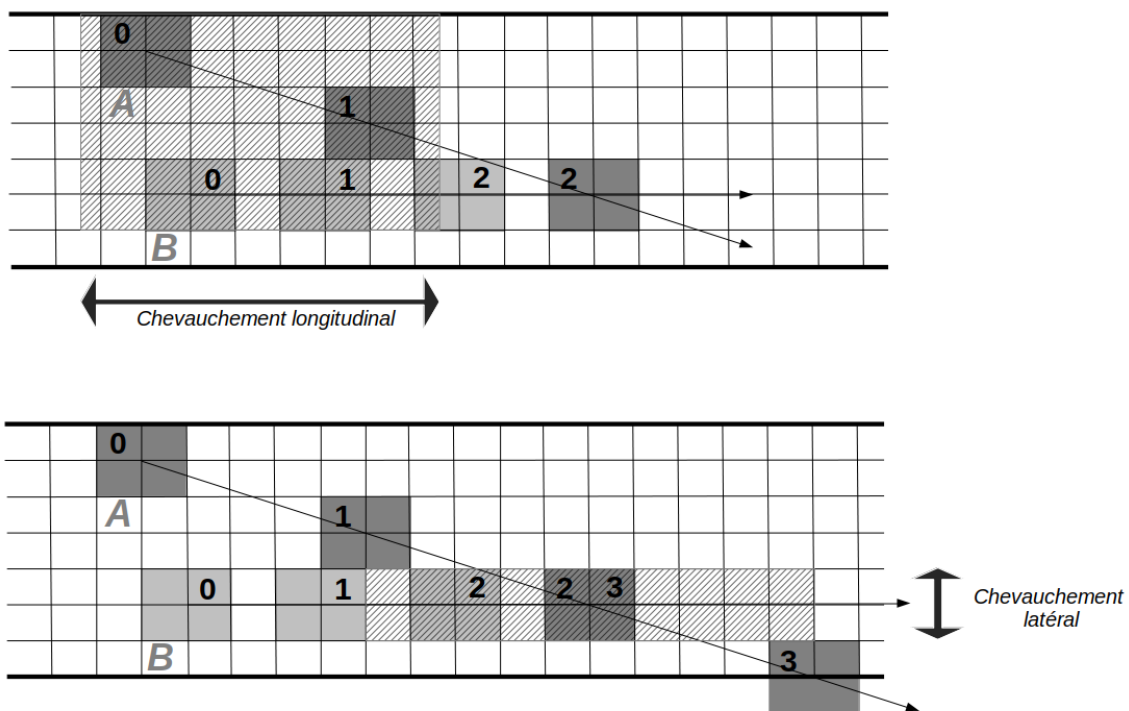 0
A
1
0 1 2 2
B
Chevauchement longitudinal
0
A
1
0 1 2 2 3
Chevauchement
latéral
B
3